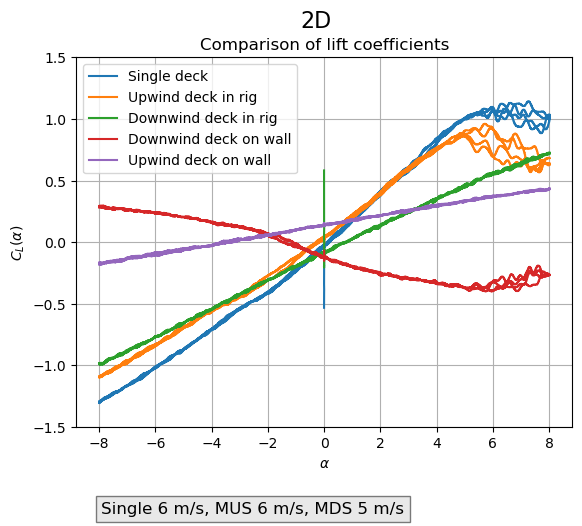 2D
Comparison of lift coefficients
Single deck
Upwind deck in rig
Downwind deck in rig
Downwind deck on wall
Upwind deck on wall
C_L(α)
1.5
1.0
0.5
0.0
−0.5
−1.0
−1.5
−8 −6 −4 −2 0 2 4 6 8
α
Single 6 m/s, MUS 6 m/s, MDS 5 m/s